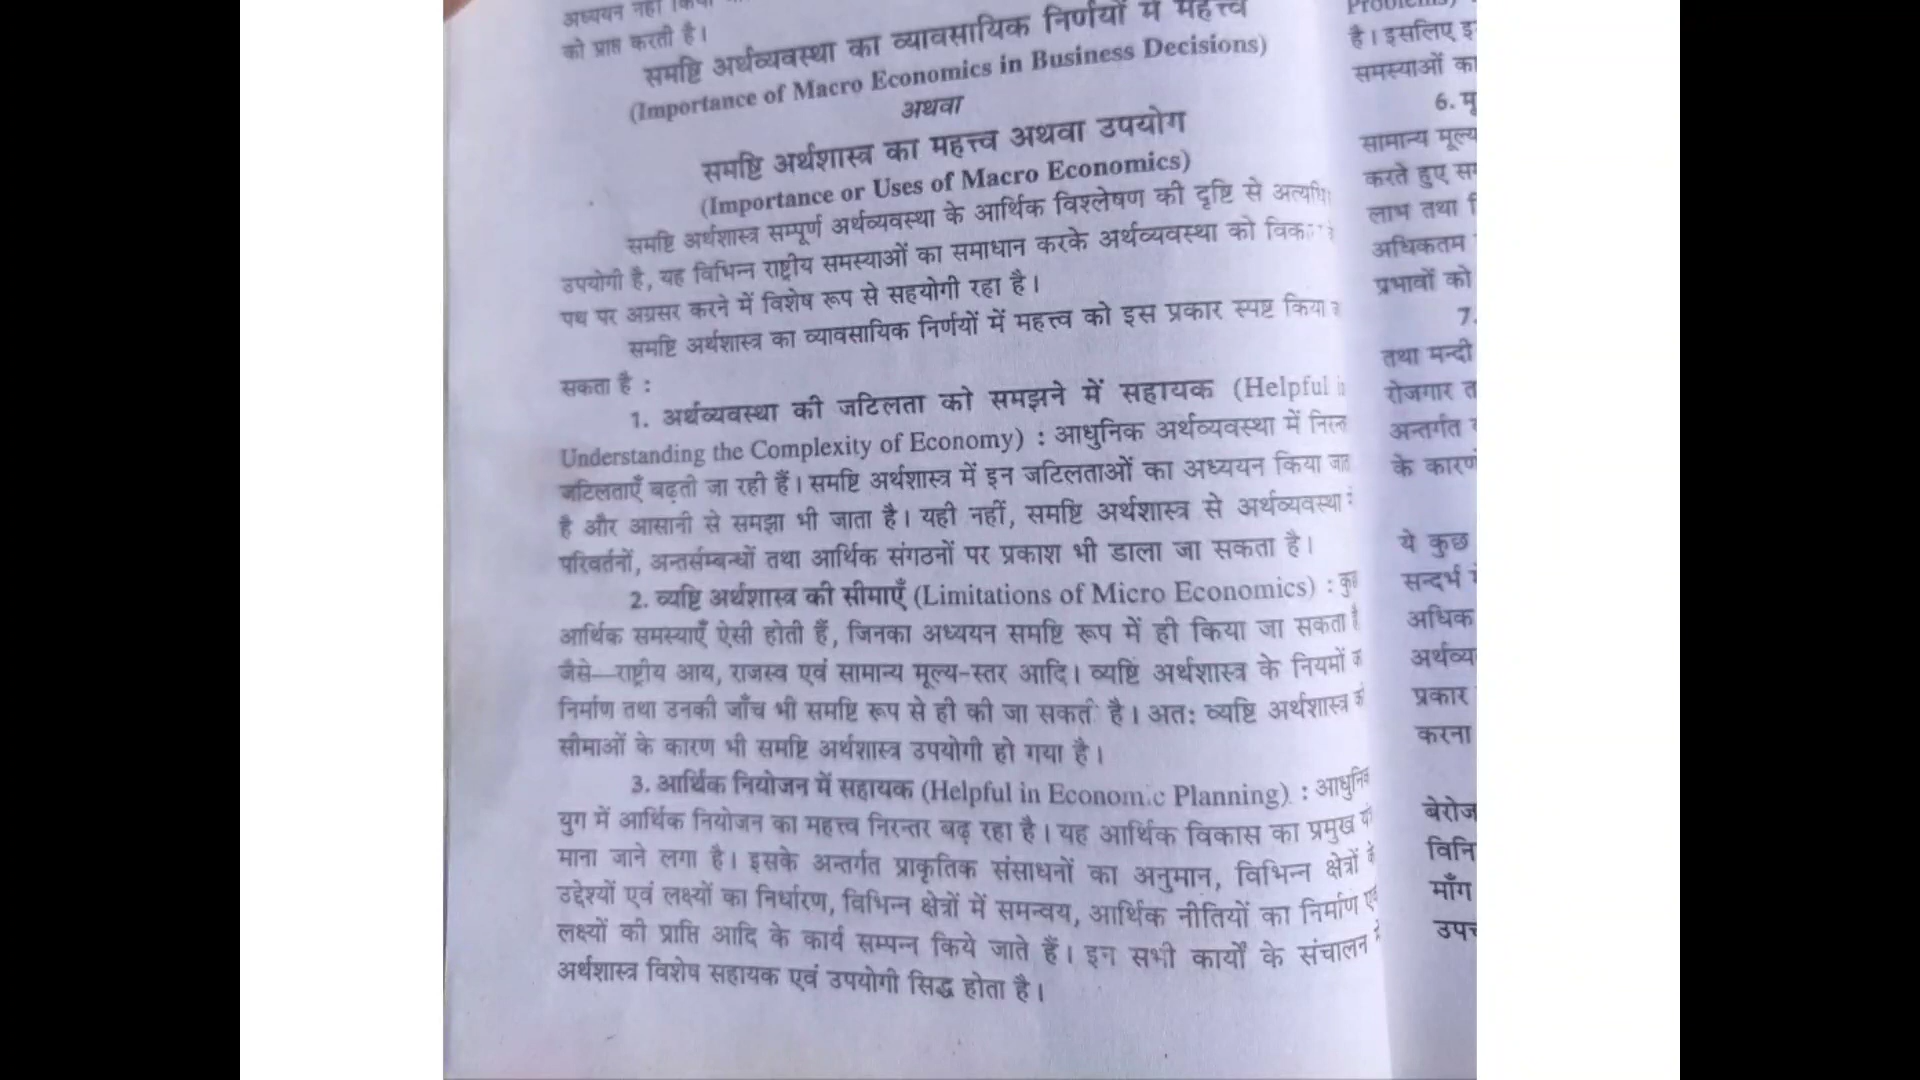 अध्ययन नहीं किया
को प्राप्त करती है।
समष्टि अर्थव्यवस्था का व्यावसायिक निर्णयों में महत्त्व
(Importance of Macro Economics in Business Decisions)
अथवा
समष्टि अर्थशास्त्र का महत्त्व अथवा उपयोग
(Importance or Uses of Macro Economics)
समष्टि अर्थशास्त्र सम्पूर्ण अर्थव्यवस्था के आर्थिक विश्लेषण की दृष्टि से
उपयोगी है, यह विभिन्न राष्ट्रीय समस्याओं का समाधान करके अर्थव्यवस्था को
पथ पर अग्रसर करने में विशेष रूप से सहयोगी रहा है।
समष्टि अर्थशास्त्र का व्यावसायिक निर्णयों में महत्त्व को इस प्रकार स्पष्ट किया
सकता है :
1. अर्थव्यवस्था की जटिलता को समझने में सहायक (Helpful
Understanding the Complexity of Economy) : आधुनिक अर्थव्यवस्था में
जटिलताएँ बढ़ती जा रही हैं। समष्टि अर्थशास्त्र में इन जटिलताओं का अध्ययन किया
है और आसानी से समझा भी जाता है। यही नहीं, समष्टि अर्थशास्त्र से अर्थव्यवस्था
परिवर्तनों, अन्तर्सम्बन्धों तथा आर्थिक संगठनों पर प्रकाश भी डाला जा सकता है।
2. व्यष्टि अर्थशास्त्र की सीमाएँ (Limitations of Micro Economics) :
आर्थिक समस्याएँ ऐसी होती हैं, जिनका अध्ययन समष्टि रूप में ही किया जा सकता है
जैसे—राष्ट्रीय आय, राजस्व एवं सामान्य मूल्य-स्तर आदि। व्यष्टि अर्थशास्त्र के नियमों
निर्माण तथा उनकी जाँच भी समष्टि रूप से ही की जा सकती है। अतः व्यष्टि अर्थशास्त्र
सीमाओं के कारण भी समष्टि अर्थशास्त्र उपयोगी हो गया है।
3. आर्थिक नियोजन में सहायक (Helpful in Economic Planning) :
युग में आर्थिक नियोजन का महत्त्व निरन्तर बढ़ रहा है। यह आर्थिक विकास का प्रमुख
माना जाने लगा है। इसके अन्तर्गत प्राकृतिक संसाधनों का अनुमान, विभिन्न क्षेत्रों
उद्देश्यों एवं लक्ष्यों का निर्धारण, विभिन्न क्षेत्रों में समन्वय, आर्थिक नीतियों का निर्माण एवं
लक्ष्यों की प्राप्ति आदि के कार्य सम्पन्न किये जाते हैं। इन सभी कार्यों के संचालन
अर्थशास्त्र विशेष सहायक एवं उपयोगी सिद्ध होता है।
है। इसलिए
समस्याओं का
6.
सामान्य मूल्य
करते हुए
लाभ तथा
अधिकतम
प्रभावों को
7.
तथा मन्दी
रोजगार
अन्तर्गत
के
ये कुछ
सन्दर्भ
अधिक
प्रकार
करना
माँग